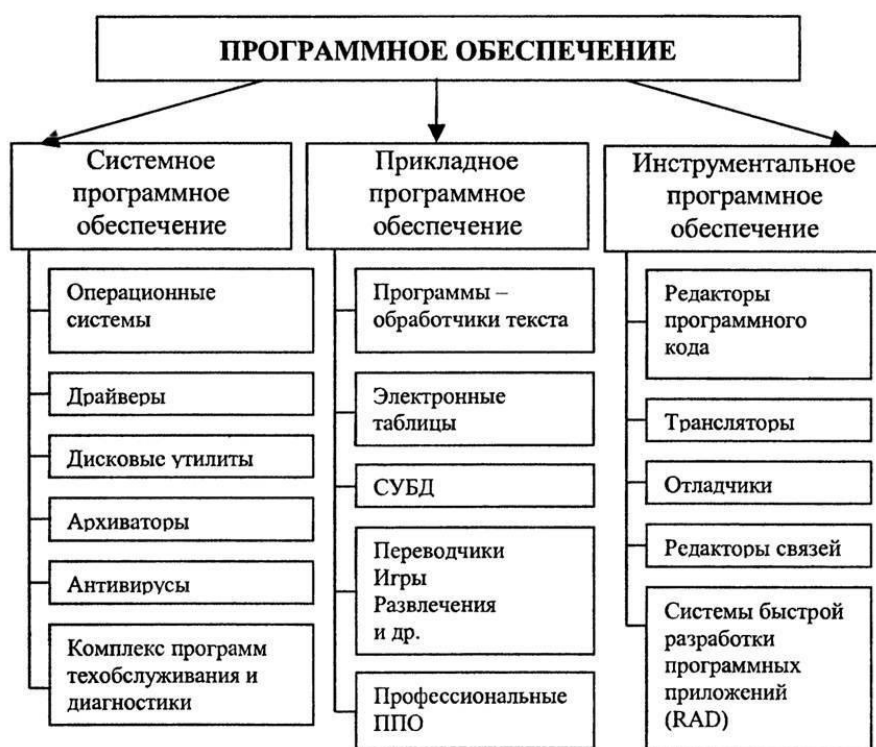 ПРОГРАММНОЕ ОБЕСПЕЧЕНИЕ
Системное
программное
обеспечение
Операционные
системы
Драйверы
Дисковые утилиты
Архиваторы
Антивирусы
Комплекс программ
техобслуживания и
диагностики
Прикладное
программное
обеспечение
Программы –
обработчики текста
Электронные
таблицы
СУБД
Переводчики
Игры
Развлечения
и др.
Профессиональные
ППО
Инструментальное
программное
обеспечение
Редакторы
программного
кода
Трансляторы
Отладчики
Редакторы связей
Системы быстрой
разработки
программных
приложений
(RAD)